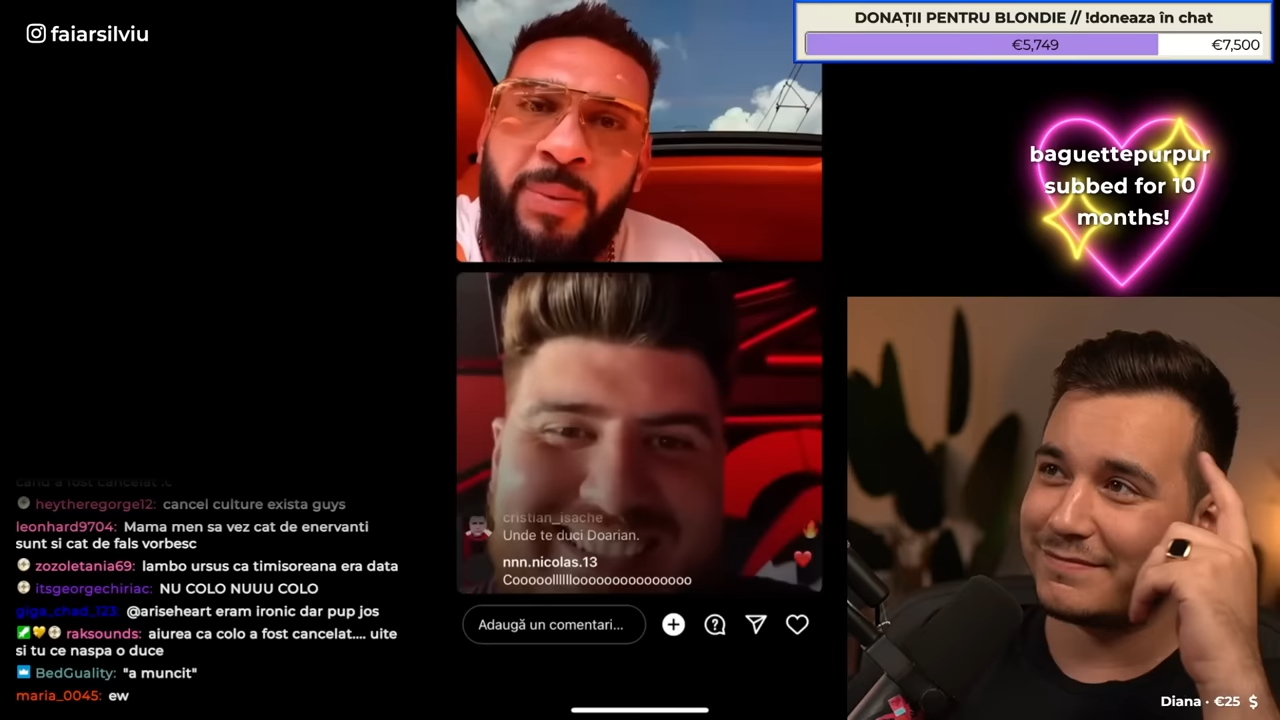 faiarsilviu
DONAȚII PENTRU BLONDIE // !doneaza în chat
€5,749
€7,500
baguettepurpur
subbed for 10
months!
cand a fost cancelat :c
heytheregorge12: cancel culture exista guys
leonhard9704: Mama men sa vez cat de enervanti
sunt si cat de fals vorbesc
zozoletania69: lambo ursus ca timisoreana era data
itsgeorgechiriac: NU COLO NUUU COLO
giga_chad_123: @ariseheart eram ironic dar pup jos
raksounds: aiurea ca colo a fost cancelat.... uite
si tu ce naspa o duce
BedGuality: "a muncit"
maria_0045: ew
cristian_isache
Unde te duci Doarian.
nnn.nicolas.13
Cooooollllllloooooooooooooooo
Adaugă un comentari...
Diana · €25 $